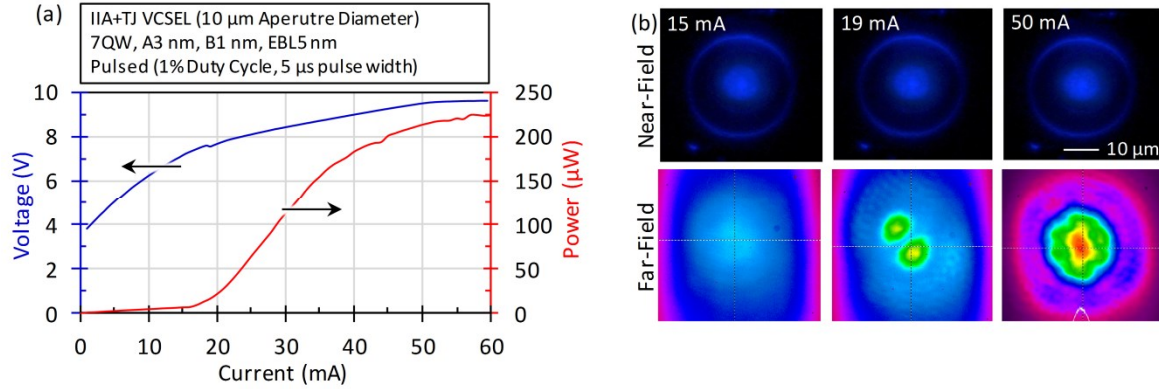 (a)
IIA+TJ VCSEL (10 µm Aperutre Diameter)
7QW, A3 nm, B1 nm, EBL5 nm
Pulsed (1% Duty Cycle, 5 µs pulse width)
10
8
6
4
2
0
Voltage (V)
250
200
150
100
50
0
Power (µW)
0 10 20 30 40 50 60
Current (mA)
(b)
15 mA 19 mA 50 mA
Near-Field
10 µm
Far-Field